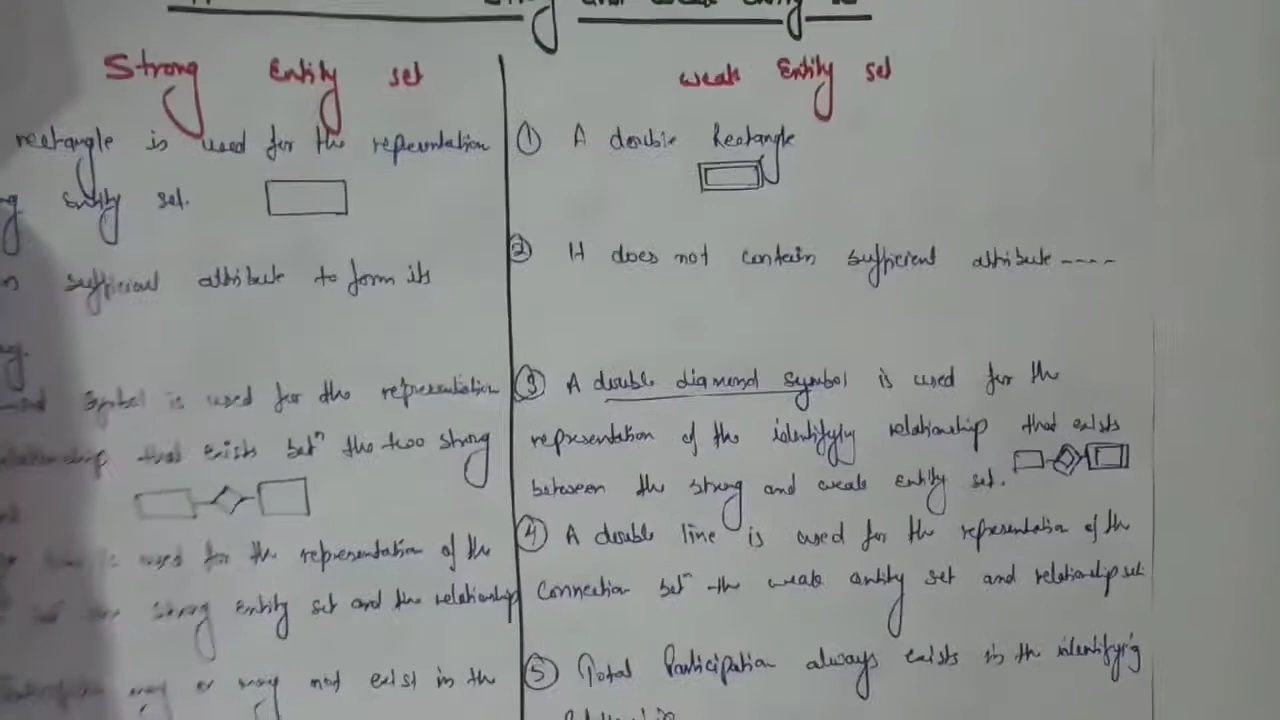 Strong Entity set
rectangle is used for the representation
Entity set.
sufficient attribute to form its
symbol is used for the representation
that exists betn the two strong
used for the representation of the
strong Entity set and the relationship
may or may not exist in the
weak Entity set
① A double Rectangle
② It does not contain sufficient attribute ----
③ A double diamond symbol is used for the
representation of the identifyly relationship that exists
between the strong and weak entity set.
④ A double line is used for the representation of the
Connection betn the weak entity set and relationship set
⑤ Total Participation always exists in the identifyig